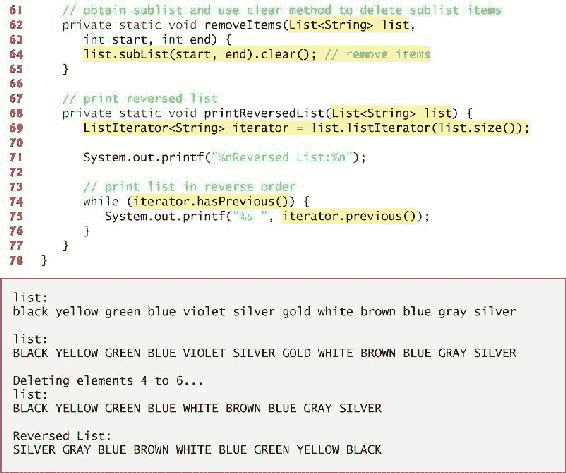 61 // obtain sublist and use clear method to delete sublist items
62 private static void removeItems(List<String> list,
63 int start, int end) {
64 list.subList(start, end).clear(); // remove items
65 }
66
67 // print reversed list
68 private static void printReversedList(List<String> list) {
69 ListIterator<String> iterator = list.listIterator(list.size());
70
71 System.out.printf("%nReversed List:%n");
72
73 // print list in reverse order
74 while (iterator.hasPrevious()) {
75 System.out.printf("%s ", iterator.previous());
76 }
77 }
78 }
list:
black yellow green blue violet silver gold white brown blue gray silver
list:
BLACK YELLOW GREEN BLUE VIOLET SILVER GOLD WHITE BROWN BLUE GRAY SILVER
Deleting elements 4 to 6...
list:
BLACK YELLOW GREEN BLUE WHITE BROWN BLUE GRAY SILVER
Reversed List:
SILVER GRAY BLUE BROWN WHITE BLUE GREEN YELLOW BLACK